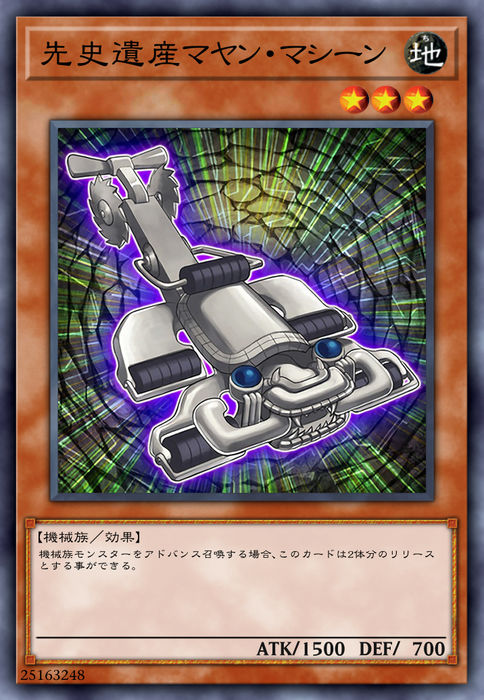 先史遺産マヤン・マシーン
ち
地
【機械族／効果】
機械族モンスターをアドバンス召喚する場合、このカードは2体分のリリース
とする事ができる。
ATK/1500 DEF/ 700
25163248